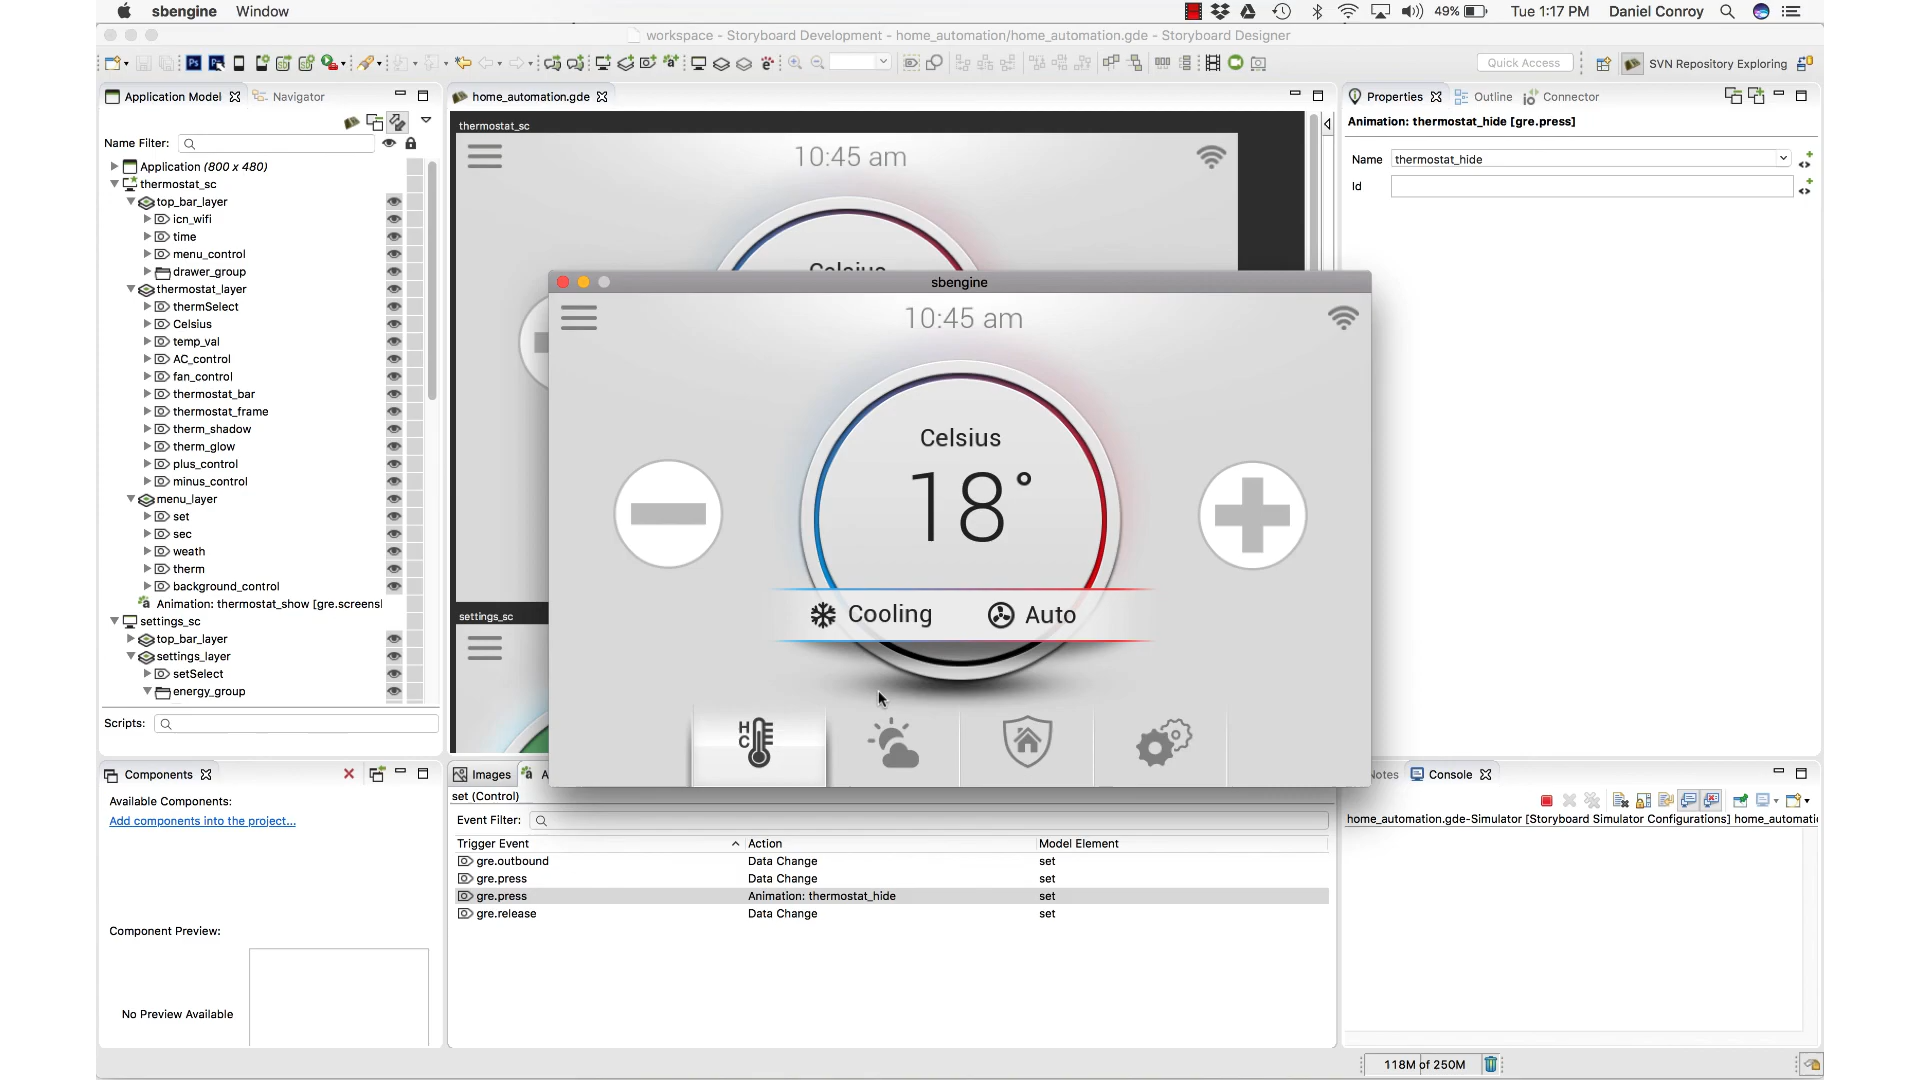 sbengine Window
49% Tue 1:17 PM Daniel Conroy
workspace - Storyboard Development - home_automation/home_automation.gde - Storyboard Designer
Quick Access
SVN Repository Exploring
Application Model
Navigator
Name Filter:
Application (800 x 480)
thermostat_sc
top_bar_layer
icn_wifi
time
menu_control
drawer_group
thermostat_layer
thermSelect
Celsius
temp_val
AC_control
fan_control
thermostat_bar
thermostat_frame
therm_shadow
therm_glow
plus_control
minus_control
menu_layer
set
sec
weath
therm
background_control
Animation: thermostat_show [gre.screens
settings_sc
top_bar_layer
settings_layer
setSelect
energy_group
Scripts:
Components
Available Components:
Add components into the project...
Component Preview:
No Preview Available
home_automation.gde
thermostat_sc
10:45 am
Celsius
settings_sc
sbengine
10:45 am
Celsius
18°
Cooling Auto
H
C
Images
A
set (Control)
Event Filter:
Trigger Event Action Model Element
gre.outbound Data Change set
gre.press Data Change set
gre.press Animation: thermostat_hide set
gre.release Data Change set
Properties Outline Connector
Animation: thermostat_hide [gre.press]
Name thermostat_hide
Id
otes Console
home_automation.gde-Simulator [Storyboard Simulator Configurations] home_automati
118M of 250M